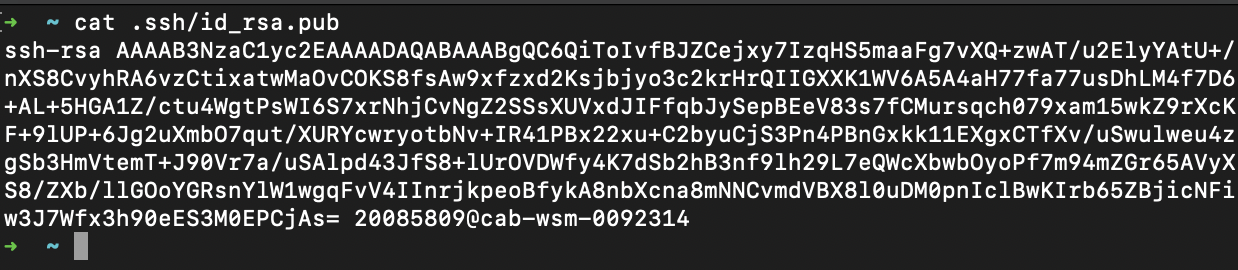 → ~ cat .ssh/id_rsa.pub
ssh-rsa AAAAB3NzaC1yc2EAAAADAQABAAABgQC6QiToIvfBJZCejxy7IzqHS5maaFg7vXQ+zwAT/u2ElyYAtU+/
nXS8CvyhRA6vzCtixatwMaOvCOKS8fsAw9xfzxd2Ksjbjyo3c2krHrQIIGXXK1WV6A5A4aH77fa77usDhLM4f7D6
+AL+5HGA1Z/ctu4WgtPsWI6S7xrNhjCvNgZ2SSsXUVxdJIFfqbJySepBEeV83s7fCMursqch079xam15wkZ9rXcK
F+9lUP+6Jg2uXmbO7qut/XURYcwryotbNv+IR41PBx22xu+C2byuCjS3Pn4PBnGxkk11EXgxCTfXv/uSwulweu4z
gSb3HmVtemT+J90Vr7a/uSAlpd43JfS8+lUrOVDWfy4K7dSb2hB3nf9lh29L7eQWcXbwbOyoPf7m94mZGr65AVyX
S8/ZXb/llGOoYGRsnYlW1wgqFvV4IInrjkpeoBfykA8nbXcna8mNNCvmdVBX8l0uDM0pnIclBwKIrb65ZBjicNFi
w3J7Wfx3h90eES3M0EPCjAs= 20085809@cab-wsm-0092314
→ ~